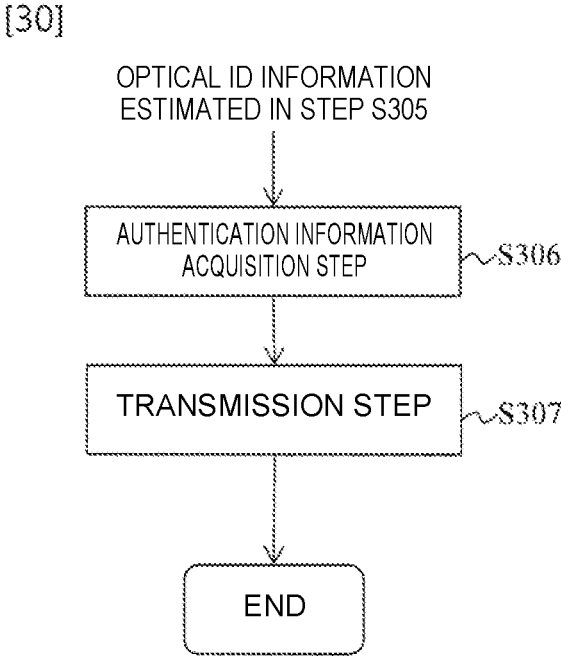 [30]
OPTICAL ID INFORMATION
ESTIMATED IN STEP S305
AUTHENTICATION INFORMATION
ACQUISITION STEP
S306
TRANSMISSION STEP
S307
END